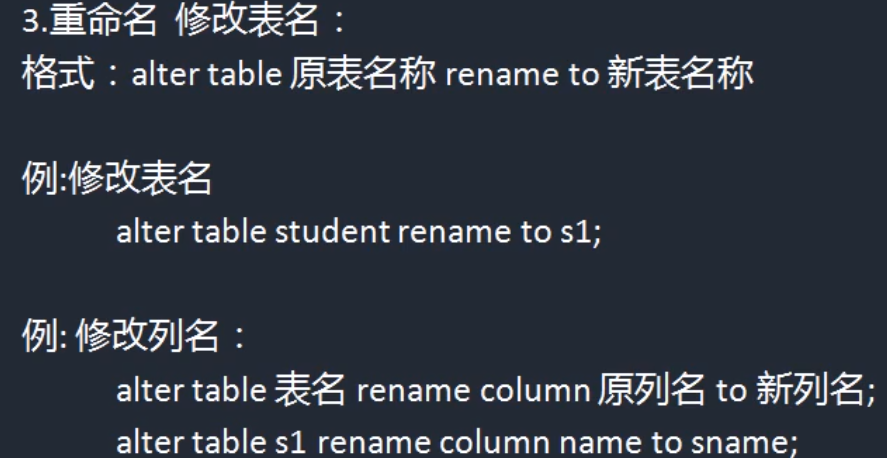 3.重命名 修改表名：
格式：alter table 原表名称 rename to 新表名称
例:修改表名
alter table student rename to s1;
例: 修改列名：
alter table 表名 rename column 原列名 to 新列名;
alter table s1 rename column name to sname;